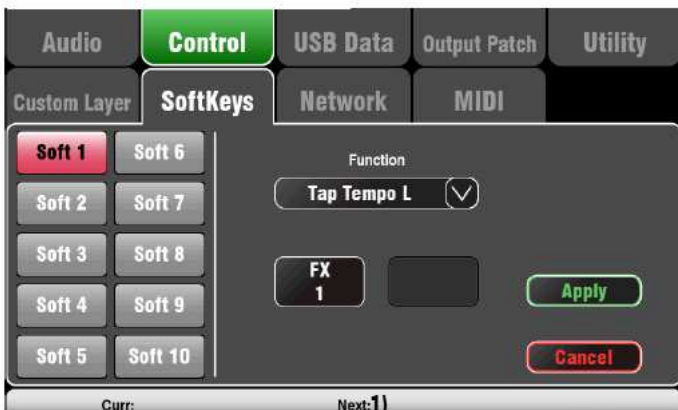 Audio Control USB Data Output Patch Utility
Custom Layer SoftKeys Network MIDI
Soft 1 Soft 6
Function
Soft 2 Soft 7
Tap Tempo L
Soft 3 Soft 8
FX
1
Soft 4 Soft 9
Apply
Soft 5 Soft 10
Cancel
Curr: Next:1)